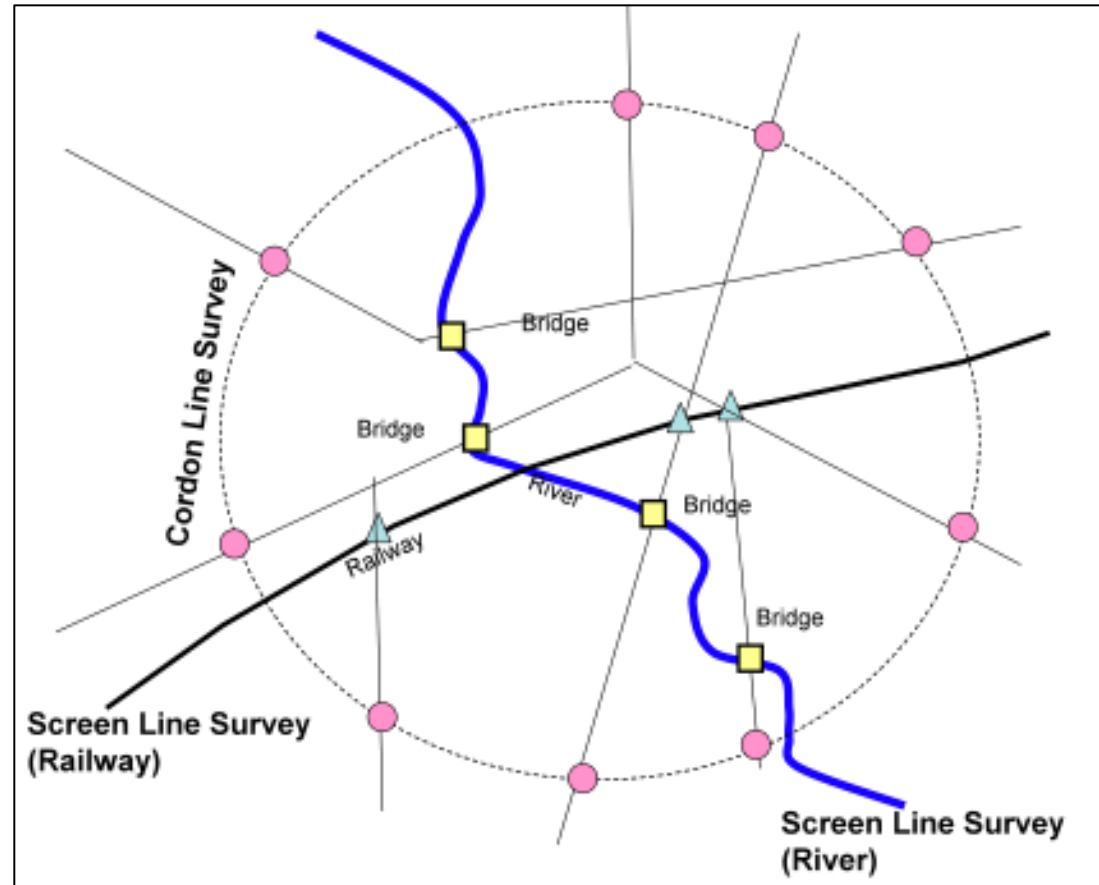 Cordon Line Survey
Bridge
Bridge
River
Bridge
Railway
Bridge
Screen Line Survey
(Railway)
Screen Line Survey
(River)